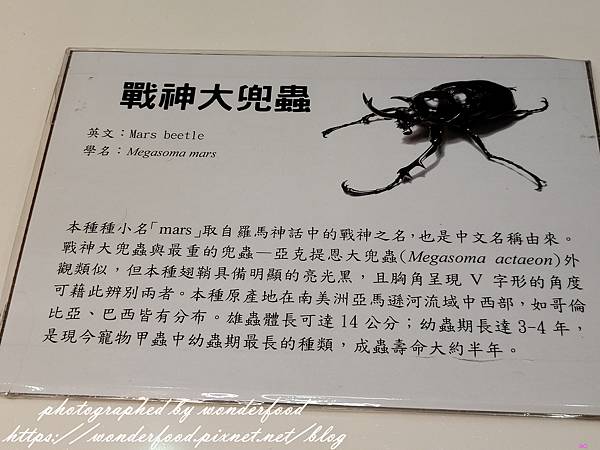 戰神大兜蟲
英文：Mars beetle
學名：Megasoma mars
本種種小名「mars」取自羅馬神話中的戰神之名，也是中文名稱由來。
戰神大兜蟲與最重的兜蟲—亞克提恩大兜蟲(Megasoma actaeon)外
觀類似，但本種翅鞘具備明顯的亮光黑，且胸角呈現 V 字形的角度
可藉此辨別兩者。本種原產地在南美洲亞馬遜河流域中西部，如哥倫
比亞、巴西皆有分布。雄蟲體長可達 14 公分；幼蟲期長達 3-4 年，
是現今寵物甲蟲中幼蟲期最長的種類，成蟲壽命大約半年。
photographed by wonderfood
https://wonderfood.pixnet.net/blog